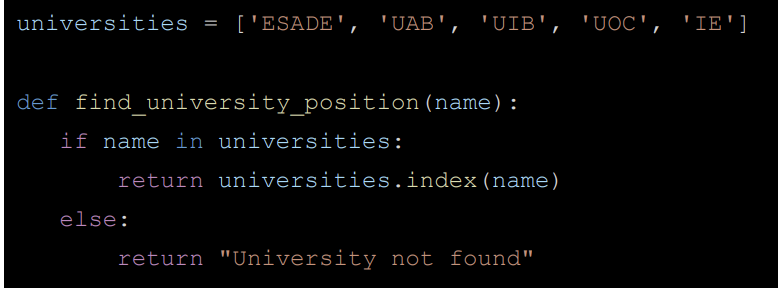 universities = ['ESADE', 'UAB', 'UIB', 'UOC', 'IE']
def find_university_position(name):
if name in universities:
return universities.index(name)
else:
return "University not found"